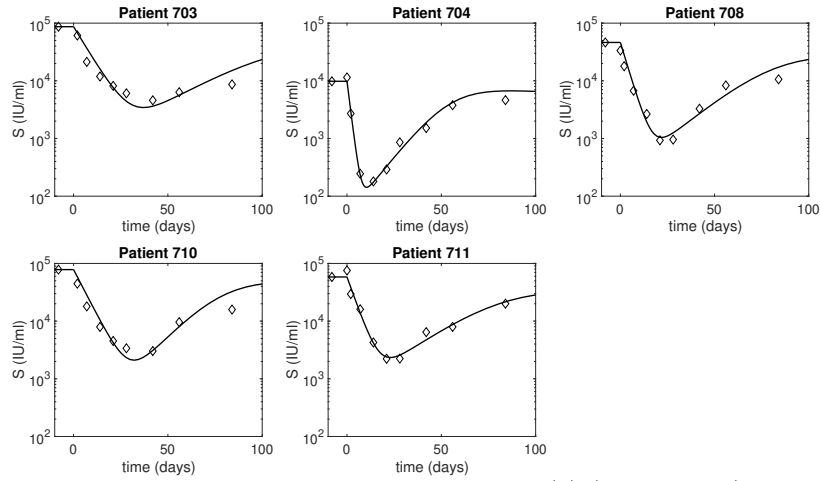 Patient 703
Patient 704
Patient 708
10^5
10^4
10^3
10^2
S (IU/ml)
0
50
100
time (days)
10^5
10^4
10^3
10^2
S (IU/ml)
0
50
100
time (days)
10^5
10^4
10^3
10^2
S (IU/ml)
0
50
100
time (days)
Patient 710
Patient 711
10^5
10^4
10^3
10^2
S (IU/ml)
0
50
100
time (days)
10^5
10^4
10^3
10^2
S (IU/ml)
0
50
100
time (days)